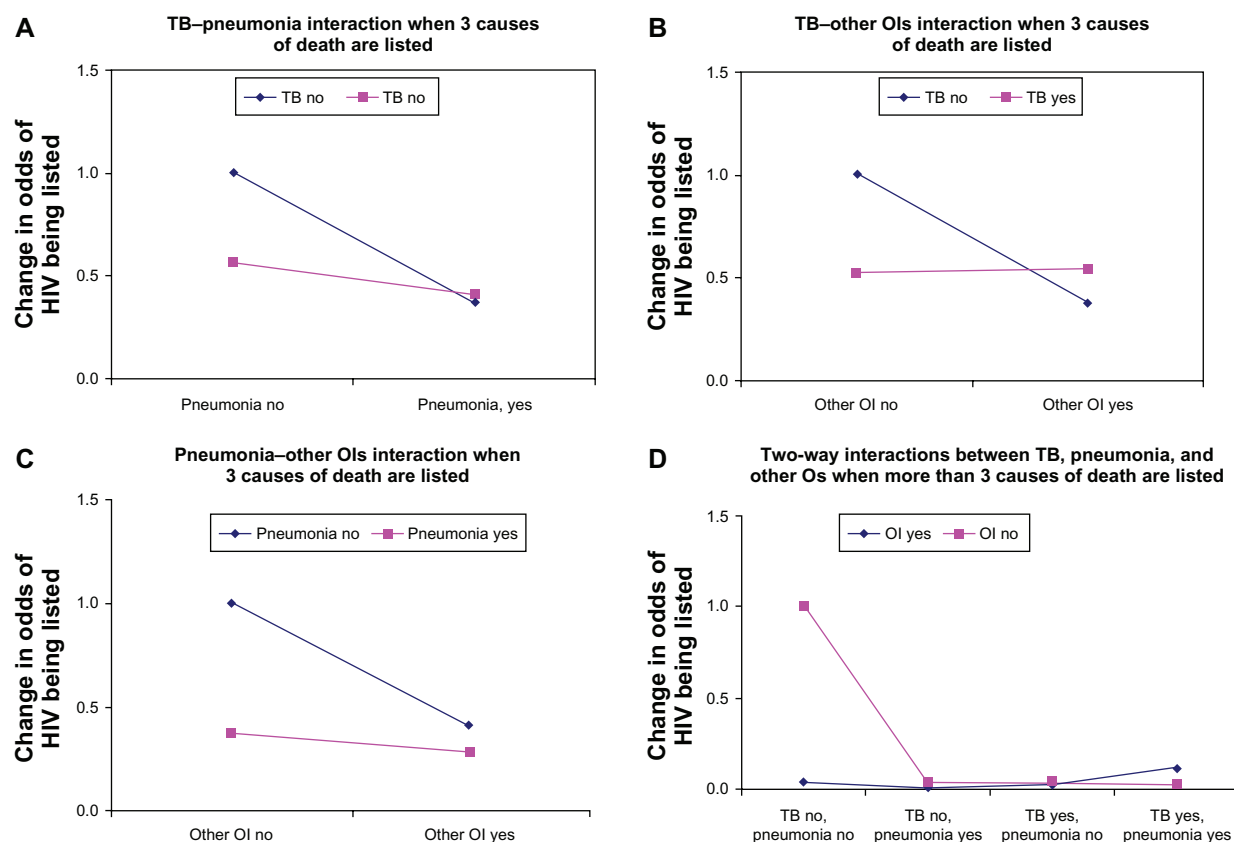 A
TB–pneumonia interaction when 3 causes
of death are listed
1.5
TB no
TB no
1.0
0.5
0.0
Change in odds of
HIV being listed
Pneumonia no
Pneumonia, yes
B
TB–other OIs interaction when 3 causes
of death are listed
1.5
TB no
TB yes
1.0
0.5
0.0
Change in odds of
HIV being listed
Other OI no
Other OI yes
C
Pneumonia–other OIs interaction when
3 causes of death are listed
1.5
Pneumonia no
Pneumonia yes
1.0
0.5
0.0
Change in odds of
HIV being listed
Other OI no
Other OI yes
D
Two-way interactions between TB, pneumonia, and
other Os when more than 3 causes of death are listed
1.5
OI yes
OI no
1.0
0.5
0.0
Change in odds of
HIV being listed
TB no,
pneumonia no
TB no,
pneumonia yes
TB yes,
pneumonia no
TB yes,
pneumonia yes